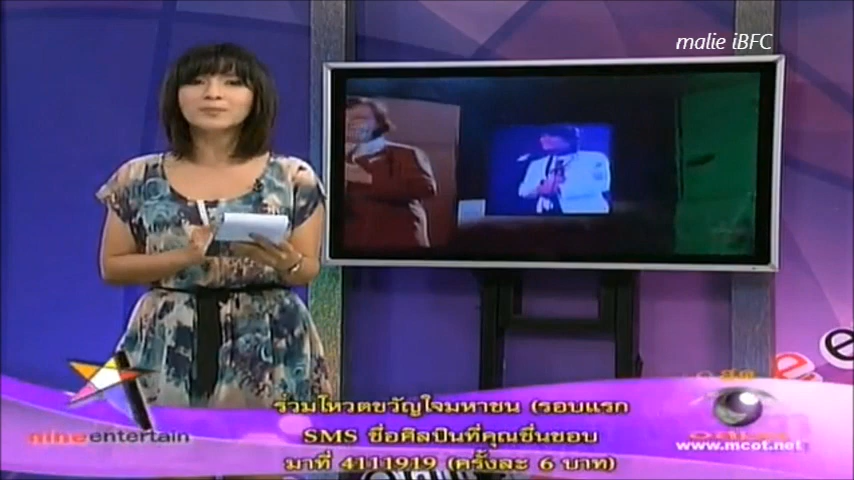 malie iBFC
nineentertain
ร่วมโหวตขวัญใจมหาชน (รอบแรก
SMS ชื่อศิลปินที่คุณชื่นชอบ
มาที่ 4111919 (ครั้งละ 6 บาท)
www.mcot.net